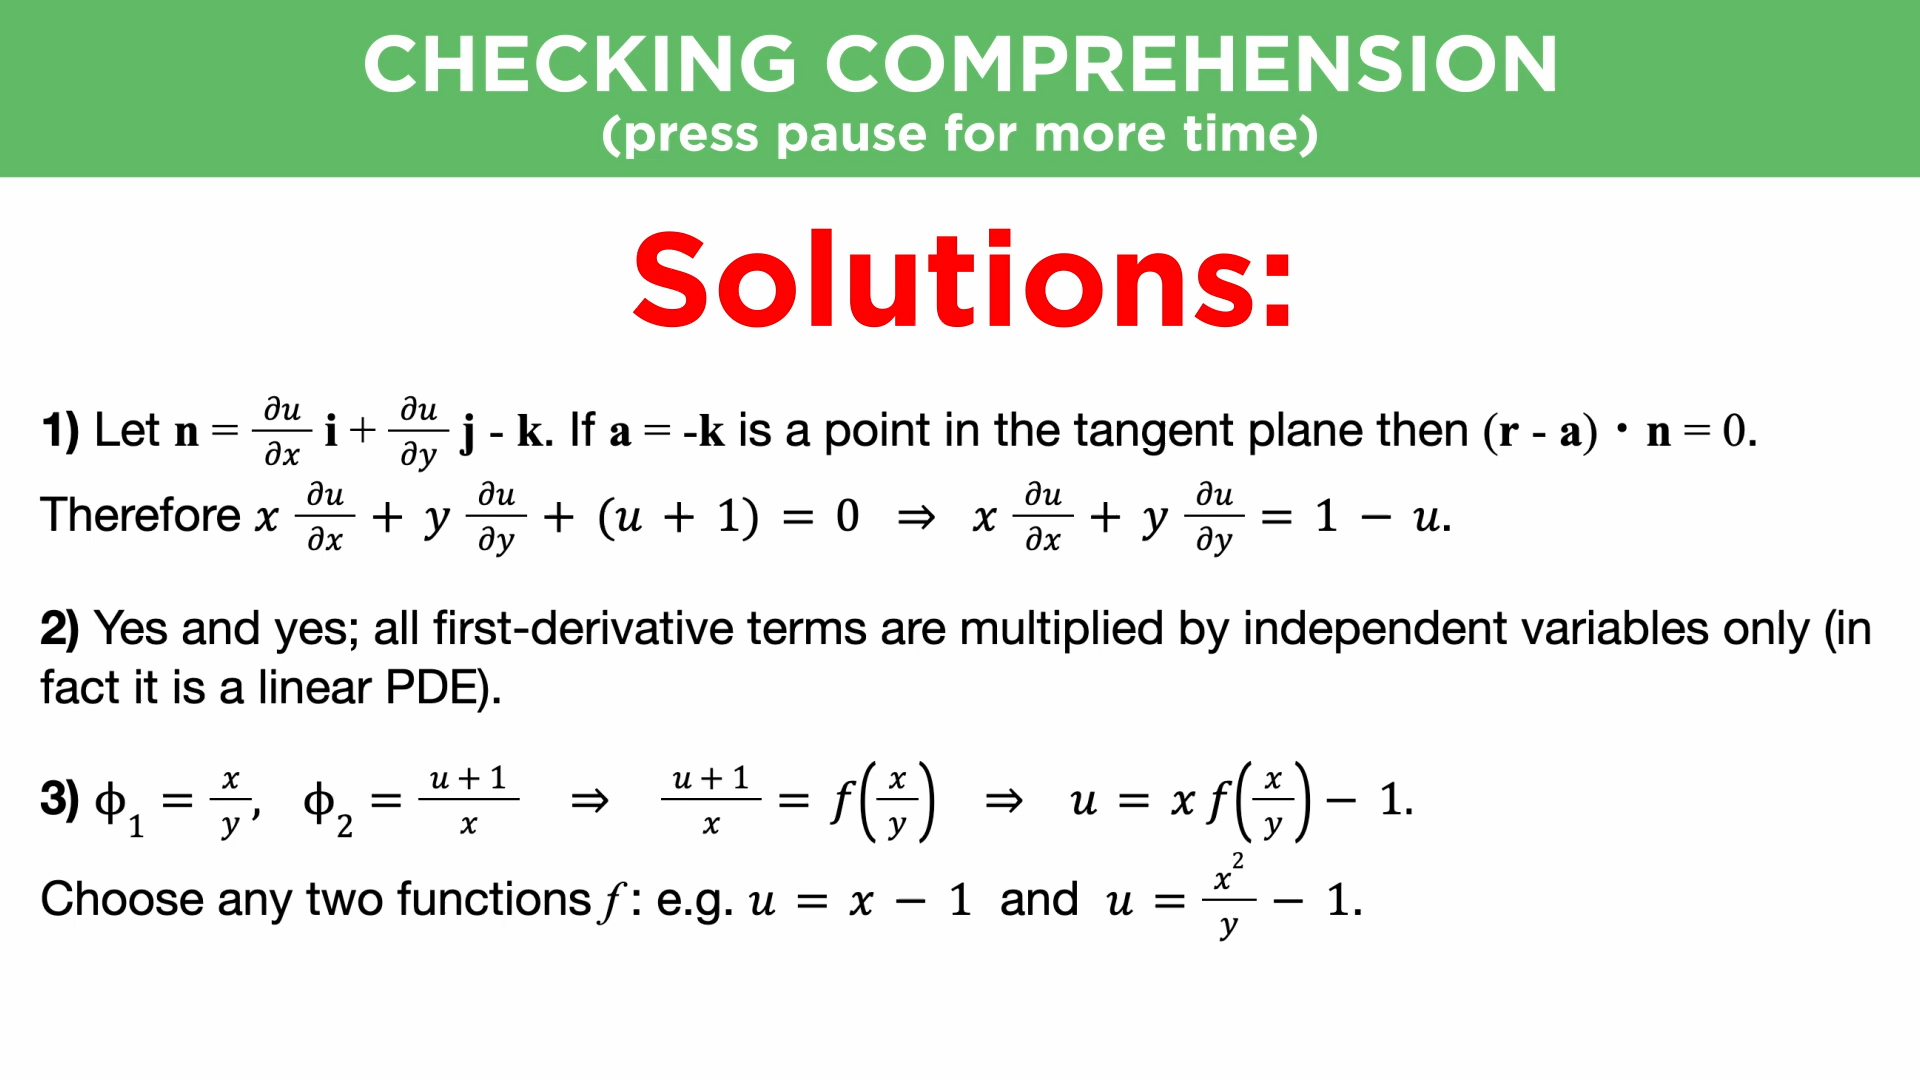 CHECKING COMPREHENSION
(press pause for more time)
Solutions:
1) Let n = ∂u/∂x i + ∂u/∂y j - k. If a = -k is a point in the tangent plane then (r - a) · n = 0.
Therefore x ∂u/∂x + y ∂u/∂y + (u + 1) = 0 ⇒ x ∂u/∂x + y ∂u/∂y = 1 − u.
2) Yes and yes; all first-derivative terms are multiplied by independent variables only (in
fact it is a linear PDE).
3) ϕ₁ = x/y, ϕ₂ = (u + 1)/x ⇒ (u + 1)/x = f(x/y) ⇒ u = x f(x/y) − 1.
Choose any two functions f : e.g. u = x − 1 and u = x²/y − 1.